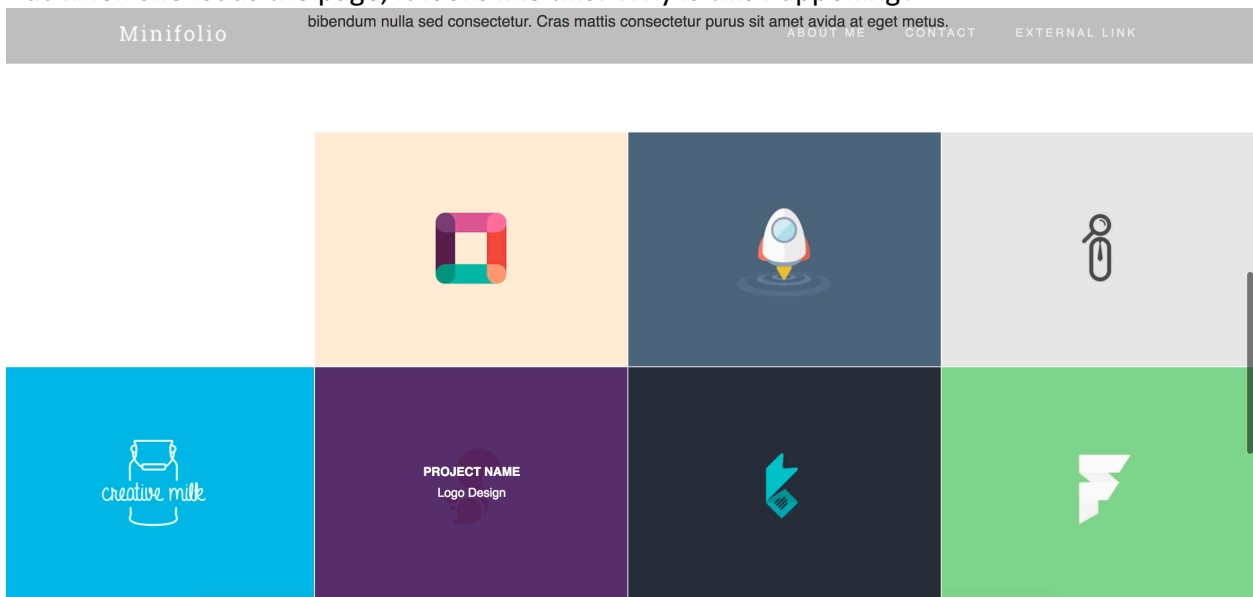 bibendum nulla sed consectetur. Cras mattis consectetur purus sit amet avida at eget metus.
Minifolio ABOUT ME CONTACT EXTERNAL LINK
creative milk
PROJECT NAME
Logo Design